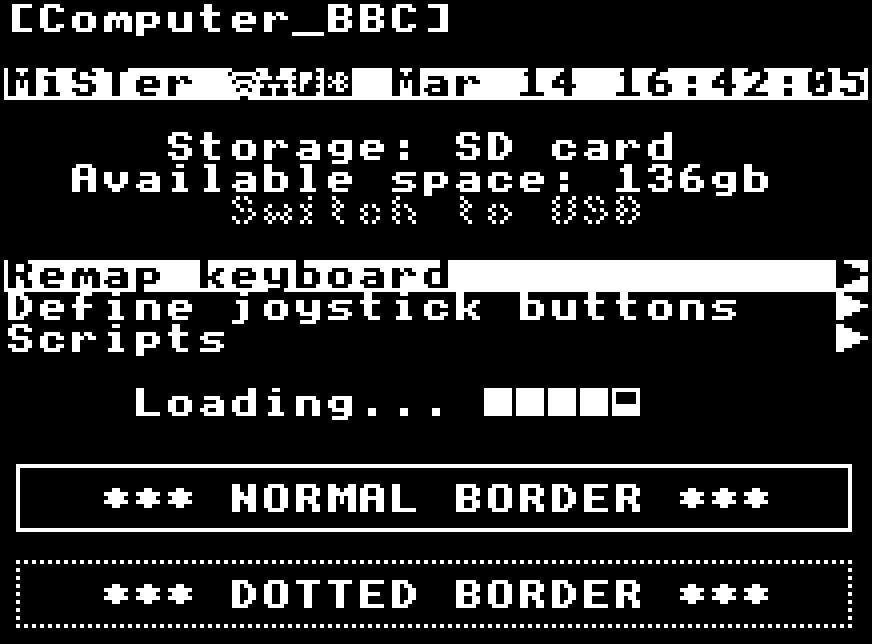 [Computer_BBC]
MiSTer Mar 14 16:42:05
Storage: SD card
Available space: 136gb
Switch to USB
Remap keyboard
Define joystick buttons
Scripts
Loading...
*** NORMAL BORDER ***
*** DOTTED BORDER ***